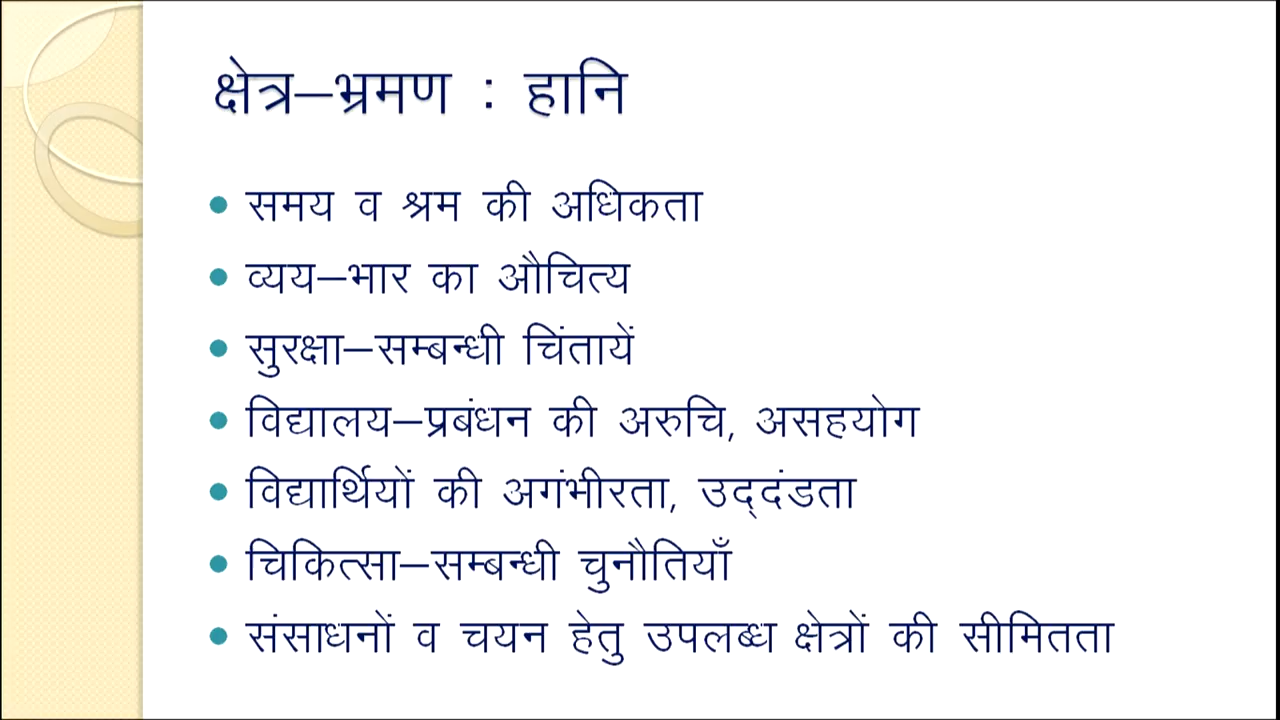 क्षेत्र–भ्रमण : हानि
• समय व श्रम की अधिकता
• व्यय–भार का औचित्य
• सुरक्षा–सम्बन्धी चिंतायें
• विद्यालय–प्रबंधन की अरुचि, असहयोग
• विद्यार्थियों की अगंभीरता, उद्दंडता
• चिकित्सा–सम्बन्धी चुनौतियाँ
• संसाधनों व चयन हेतु उपलब्ध क्षेत्रों की सीमितता